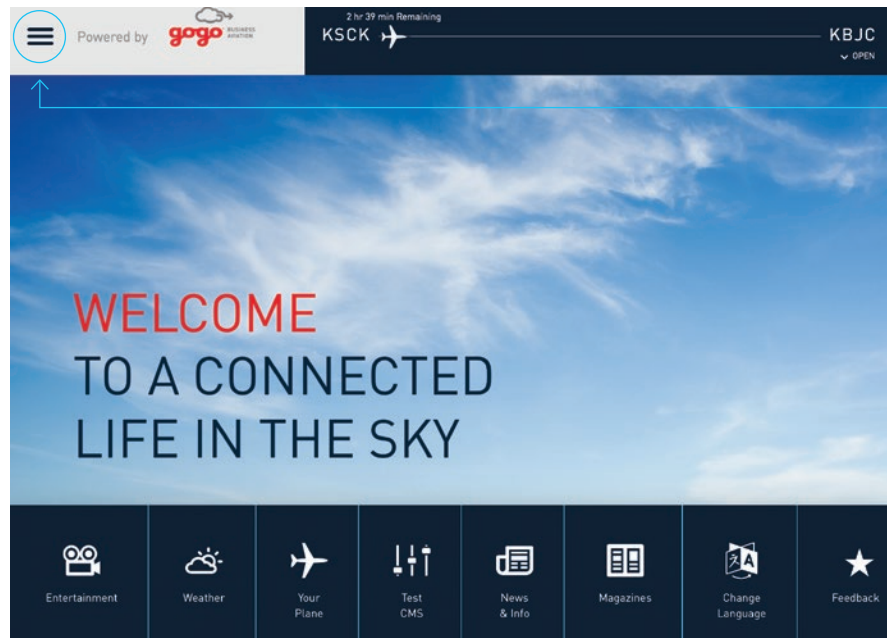 2 hr 39 min Remaining
Powered by gogo BUSINESS AVIATION
KSCK
KBJC
OPEN
WELCOME
TO A CONNECTED
LIFE IN THE SKY
Entertainment
Weather
Your
Plane
Test
CMS
News
& Info
Magazines
Change
Language
Feedback